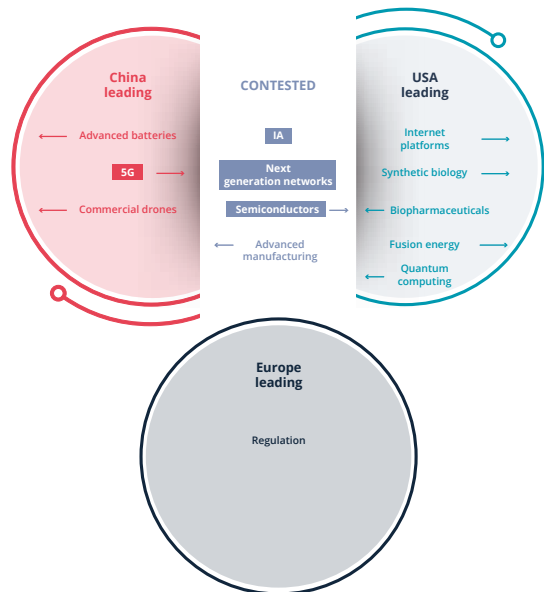 China
leading
Advanced batteries
5G
Commercial drones
CONTESTED
IA
Next
generation networks
Semiconductors
Advanced
manufacturing
USA
leading
Internet
platforms
Synthetic biology
Biopharmaceuticals
Fusion energy
Quantum
computing
Europe
leading
Regulation